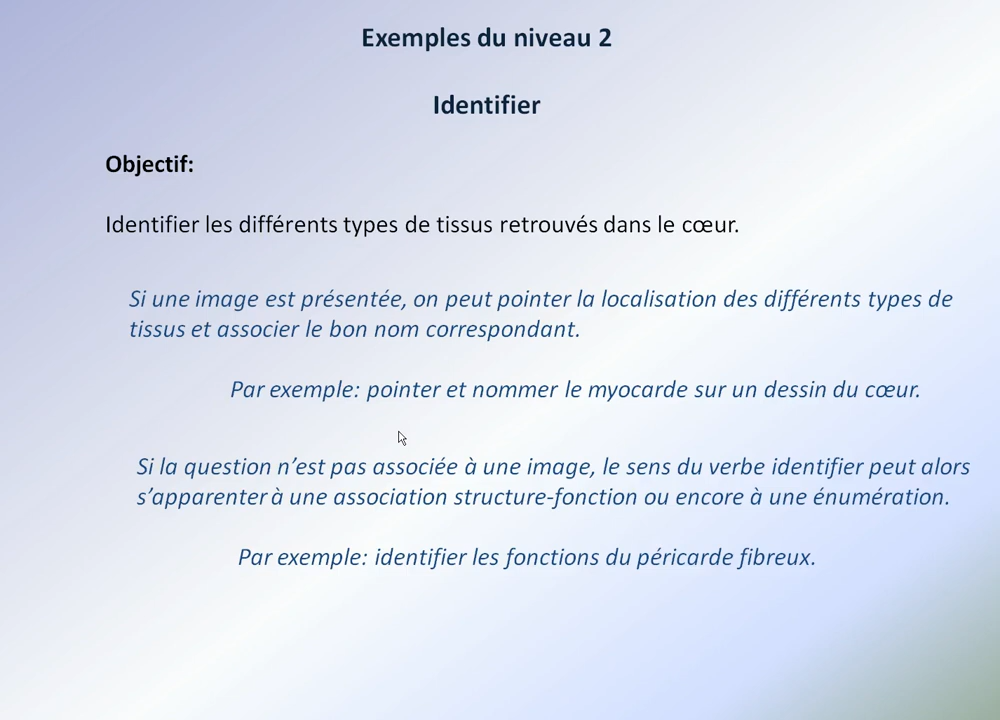 Exemples du niveau 2
Identifier
Objectif:
Identifier les différents types de tissus retrouvés dans le cœur.
Si une image est présentée, on peut pointer la localisation des différents types de
tissus et associer le bon nom correspondant.
Par exemple: pointer et nommer le myocarde sur un dessin du cœur.
Si la question n’est pas associée à une image, le sens du verbe identifier peut alors
s’apparenter à une association structure-fonction ou encore à une énumération.
Par exemple: identifier les fonctions du péricarde fibreux.